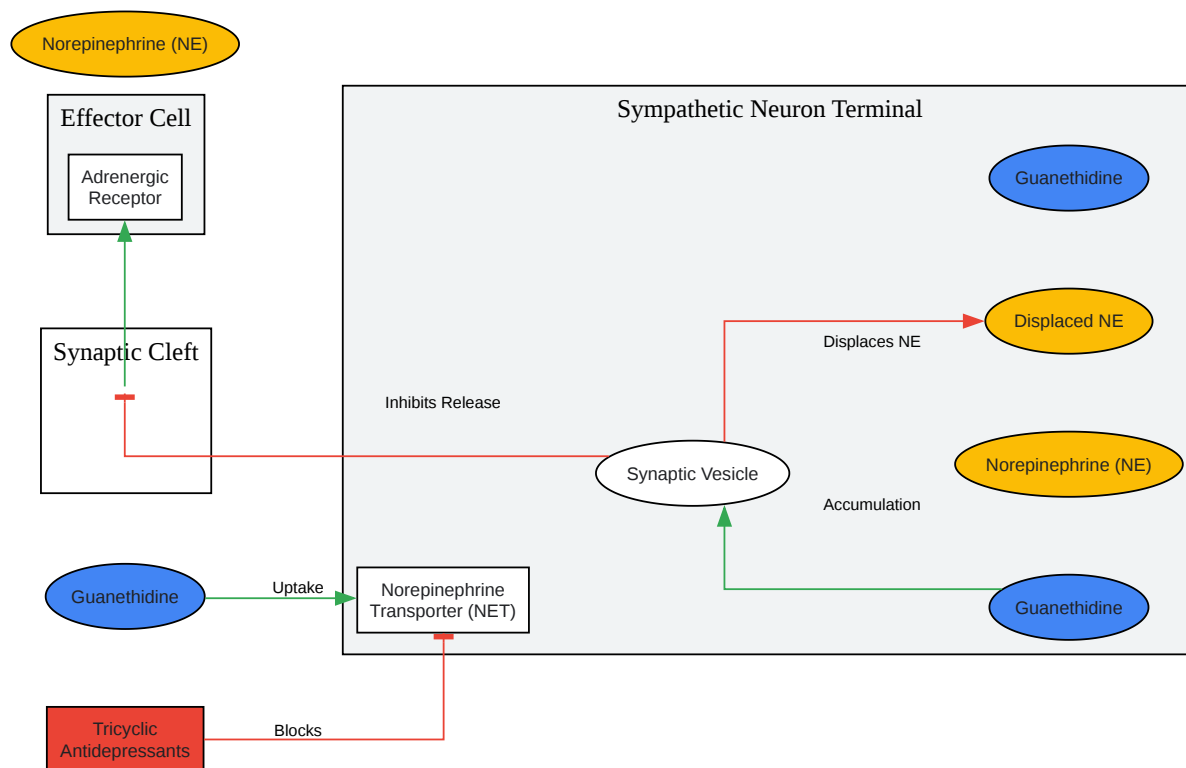 Norepinephrine (NE)
Effector Cell
Adrenergic
Receptor
Synaptic Cleft
Sympathetic Neuron Terminal
Guanethidine
Displaced NE
Displaces NE
Inhibits Release
Synaptic Vesicle
Norepinephrine (NE)
Accumulation
Guanethidine
Uptake
Norepinephrine
Transporter (NET)
Guanethidine
Tricyclic
Antidepressants
Blocks